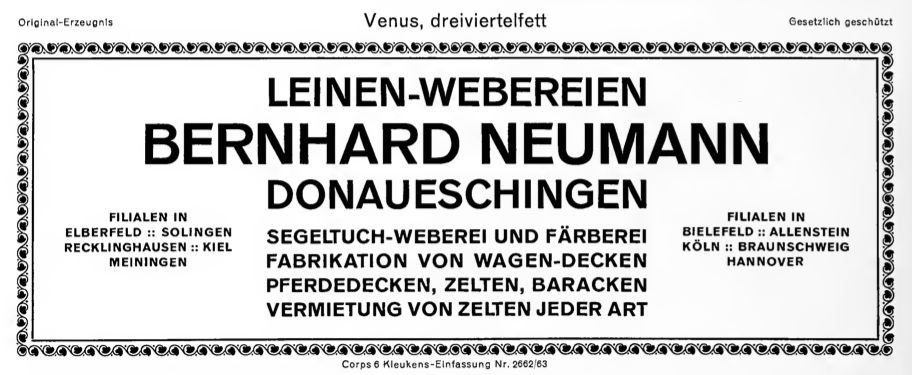 Original-Erzeugnis
Venus, dreiviertelfett
Gesetzlich geschützt
LEINEN-WEBEREIEN
BERNHARD NEUMANN
DONAUESCHINGEN
FILIALEN IN
ELBERFELD :: SOLINGEN
RECKLINGHAUSEN :: KIEL
MEININGEN
SEGELTUCH-WEBEREI UND FÄRBEREI
FABRIKATION VON WAGEN-DECKEN
PFERDEDECKEN, ZELTEN, BARACKEN
VERMIETUNG VON ZELTEN JEDER ART
FILIALEN IN
BIELEFELD :: ALLENSTEIN
KÖLN :: BRAUNSCHWEIG
HANNOVER
Corps 6 Kleukens-Einfassung Nr. 2662/63